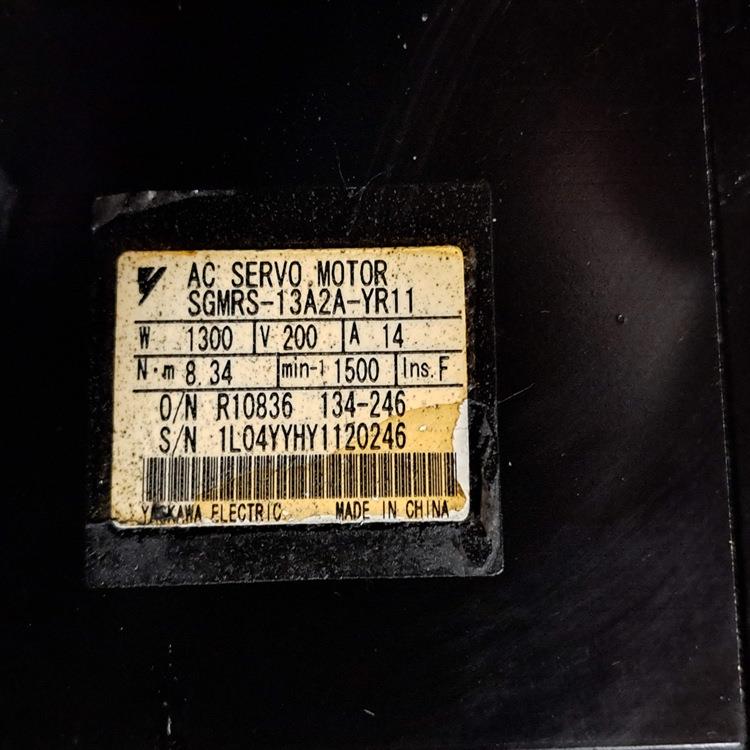 AC SERVO MOTOR
SGMRS-13A2A-YR11
W 1300 V 200 A 14
N·m 8.34 min-1 1500 Ins. F
O/N R10836 134-246
S/N 1L04YYHY1120246
YASKAWA ELECTRIC MADE IN CHINA